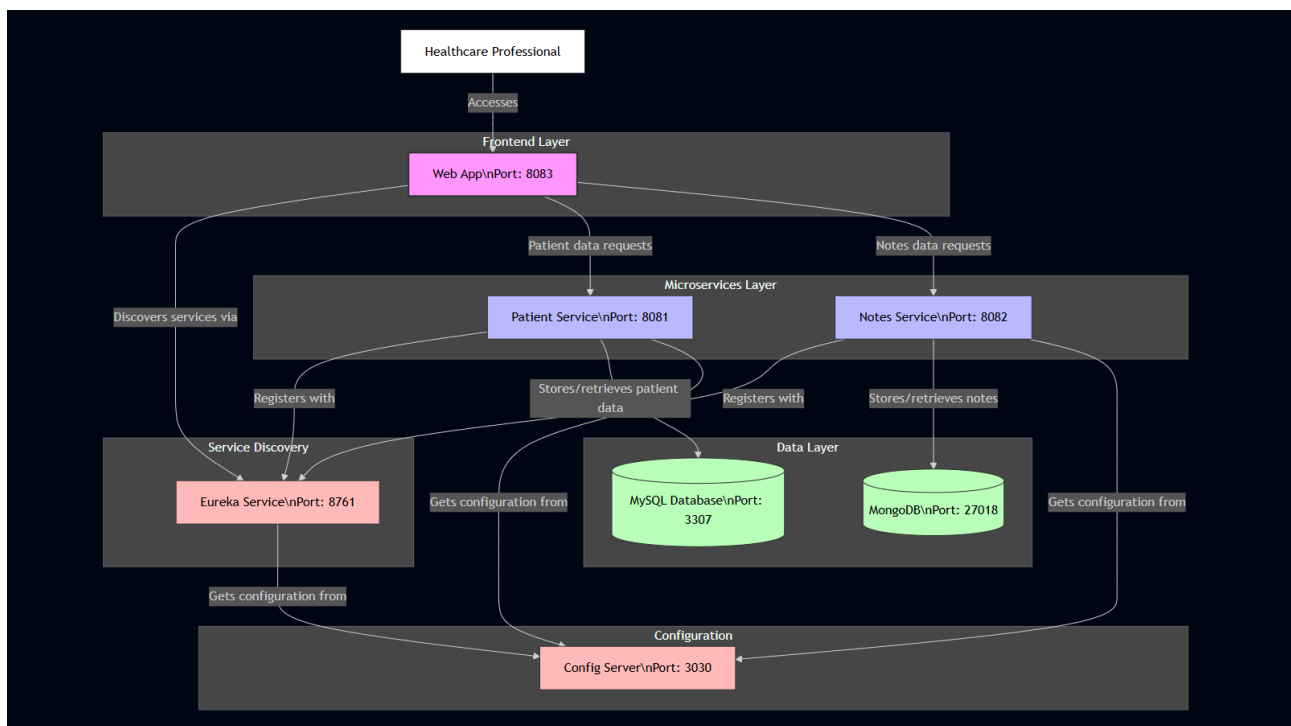 Healthcare Professional
Accesses
Frontend Layer
Web App\nPort: 8083
Patient data requests
Notes data requests
Microservices Layer
Discovers services via
Patient Service\nPort: 8081
Notes Service\nPort: 8082
Registers with
Stores/retrieves patient
data
Registers with
Stores/retrieves notes
Service Discovery
Data Layer
Eureka Service\nPort: 8761
Gets configuration from
MySQL Database\nPort:
3307
MongoDB\nPort: 27018
Gets configuration from
Gets configuration from
Configuration
Config Server\nPort: 3030